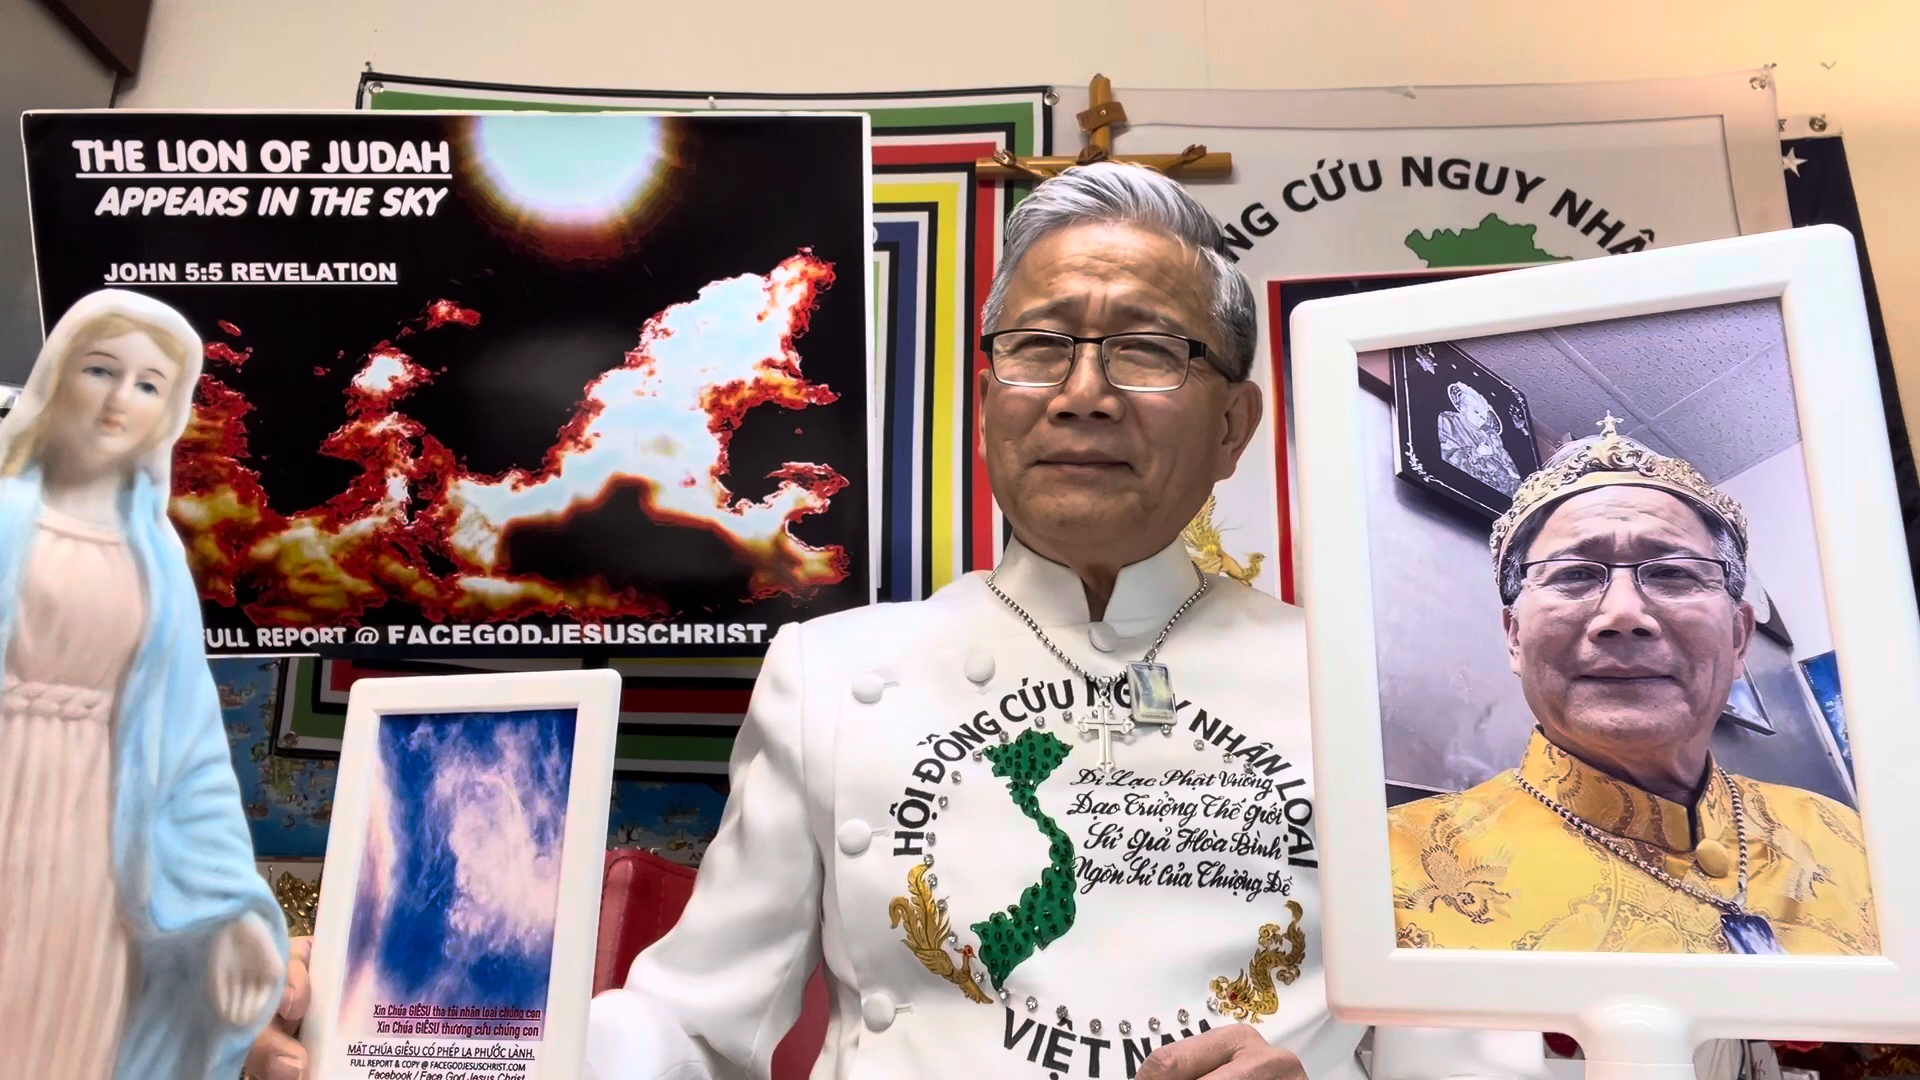 THE LION OF JUDAH
APPEARS IN THE SKY
JOHN 5:5 REVELATION
FULL REPORT @ FACEGODJESUSCHRIST.
NG CỨU NGUY NHÂ
HỘI ĐỒNG CỨU NGUY NHÂN LOẠI
Di Lạc Phật Vương
Đạo Trưởng Thế Giới
Sứ Giả Hòa Bình
Ngôn Sứ Của Thượng Đế
VIỆT NAM
Xin Chúa GIÊSU tha tội nhân loại chúng con
Xin Chúa GIÊSU thương cứu chúng con
MẶT CHÚA GIÊSU CÓ PHÉP LẠ PHƯỚC LÀNH.
FULL REPORT & COPY @ FACEGODJESUSCHRIST.COM
Facebook / Face God Jesus Christ